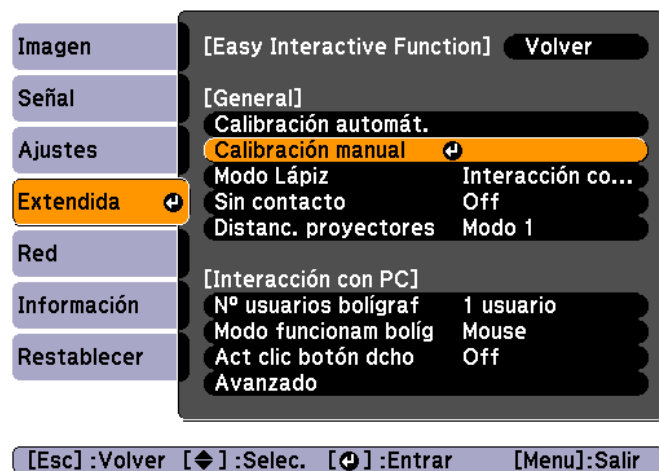 Imagen
Señal
Ajustes
Extendida
Red
Información
Restablecer
[Easy Interactive Function] Volver
[General]
Calibración automát.
Calibración manual
Modo Lápiz Interacción co...
Sin contacto Off
Distanc. proyectores Modo 1
[Interacción con PC]
Nº usuarios bolígraf 1 usuario
Modo funcionam bolíg Mouse
Act clic botón dcho Off
Avanzado
[Esc] :Volver [◆] :Selec. [⏎] :Entrar [Menu]:Salir